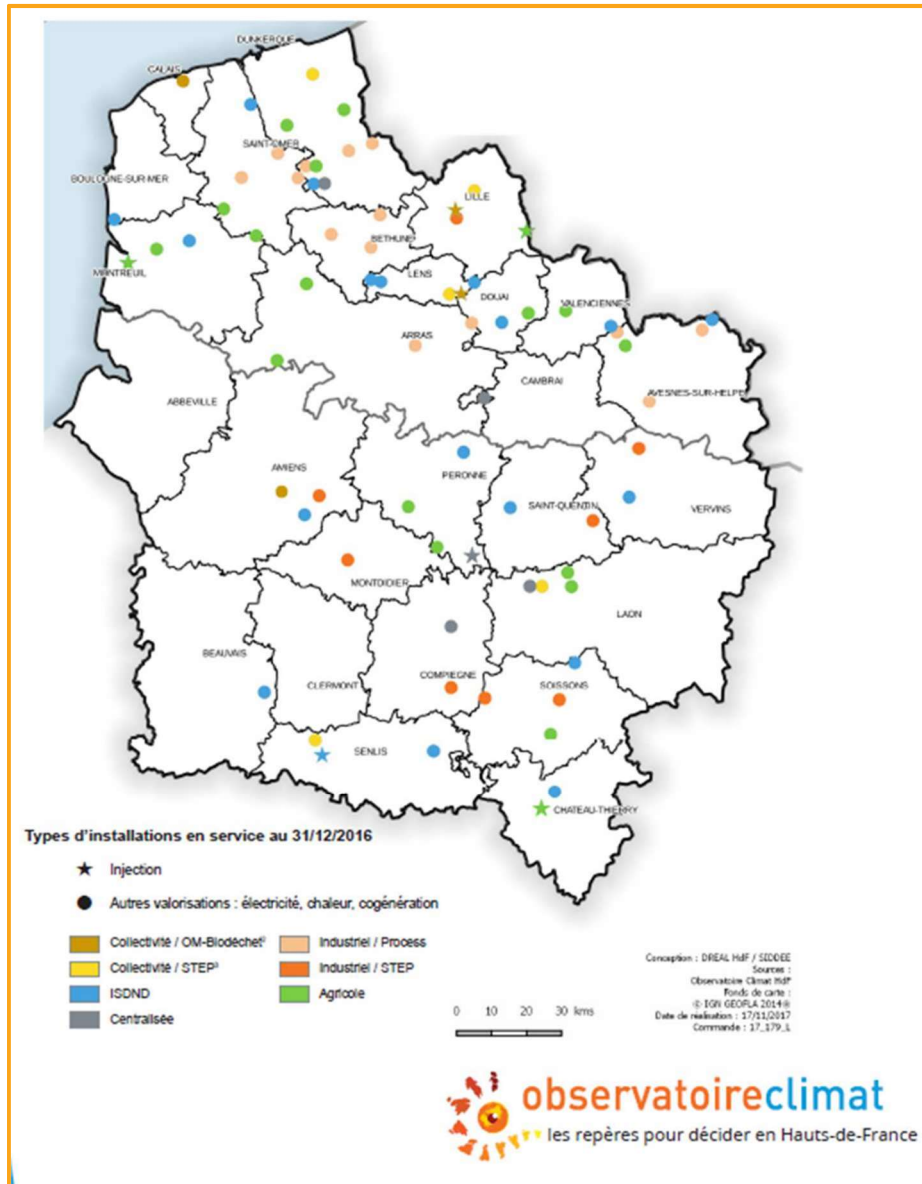 DUNKERQUE
CALAIS
SAINT-OMER
BOULOGNE-SUR-MER
LILLE
BETHUNE
MONTREUIL
LENS
DOUAI
VALENCIENNES
ARRAS
CAMBRAI
AVESNES-SUR-HELPE
ABBEVILLE
AMIENS
PERONNE
SAINT-QUENTIN
VERVINS
MONTDIDIER
LAON
BEAUVAIS
CLERMONT
COMPIEGNE
SOISSONS
SENLIS
CHATEAU-THIERRY
Types d'installations en service au 31/12/2016
Injection
Autres valorisations : électricité, chaleur, cogénération
Collectivité / OM-Biodéchet²
Industriel / Process
Collectivité / STEP³
Industriel / STEP
ISDND
Agricole
Centralisée
Conception : DREAL HdF / SIDDEE
Sources :
Observatoire Climat HdF
Fonds de carte :
© IGN GEOFLA 2014®
Date de réalisation : 17/11/2017
Commande : 17_179_L
0 10 20 30 kms
observatoireclimat
les repères pour décider en Hauts-de-France